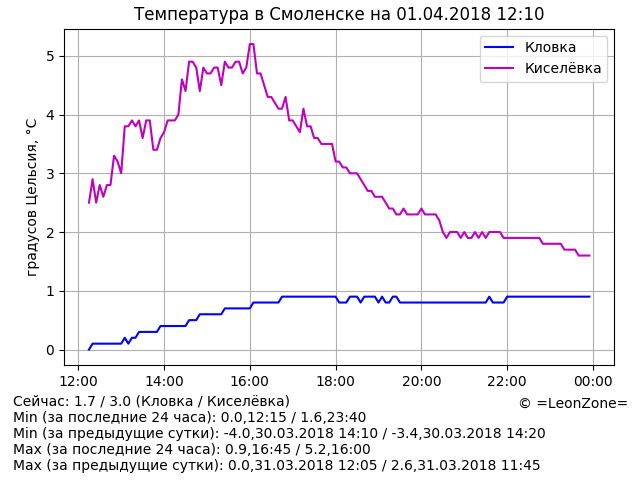 Температура в Смоленске на 01.04.2018 12:10
градусов Цельсия, °С
5
4
3
2
1
0
Кловка
Киселёвка
12:00 14:00 16:00 18:00 20:00 22:00 00:00
Сейчас: 1.7 / 3.0 (Кловка / Киселёвка)
© =LeonZone=
Min (за последние 24 часа): 0.0,12:15 / 1.6,23:40
Min (за предыдущие сутки): -4.0,30.03.2018 14:10 / -3.4,30.03.2018 14:20
Max (за последние 24 часа): 0.9,16:45 / 5.2,16:00
Max (за предыдущие сутки): 0.0,31.03.2018 12:05 / 2.6,31.03.2018 11:45